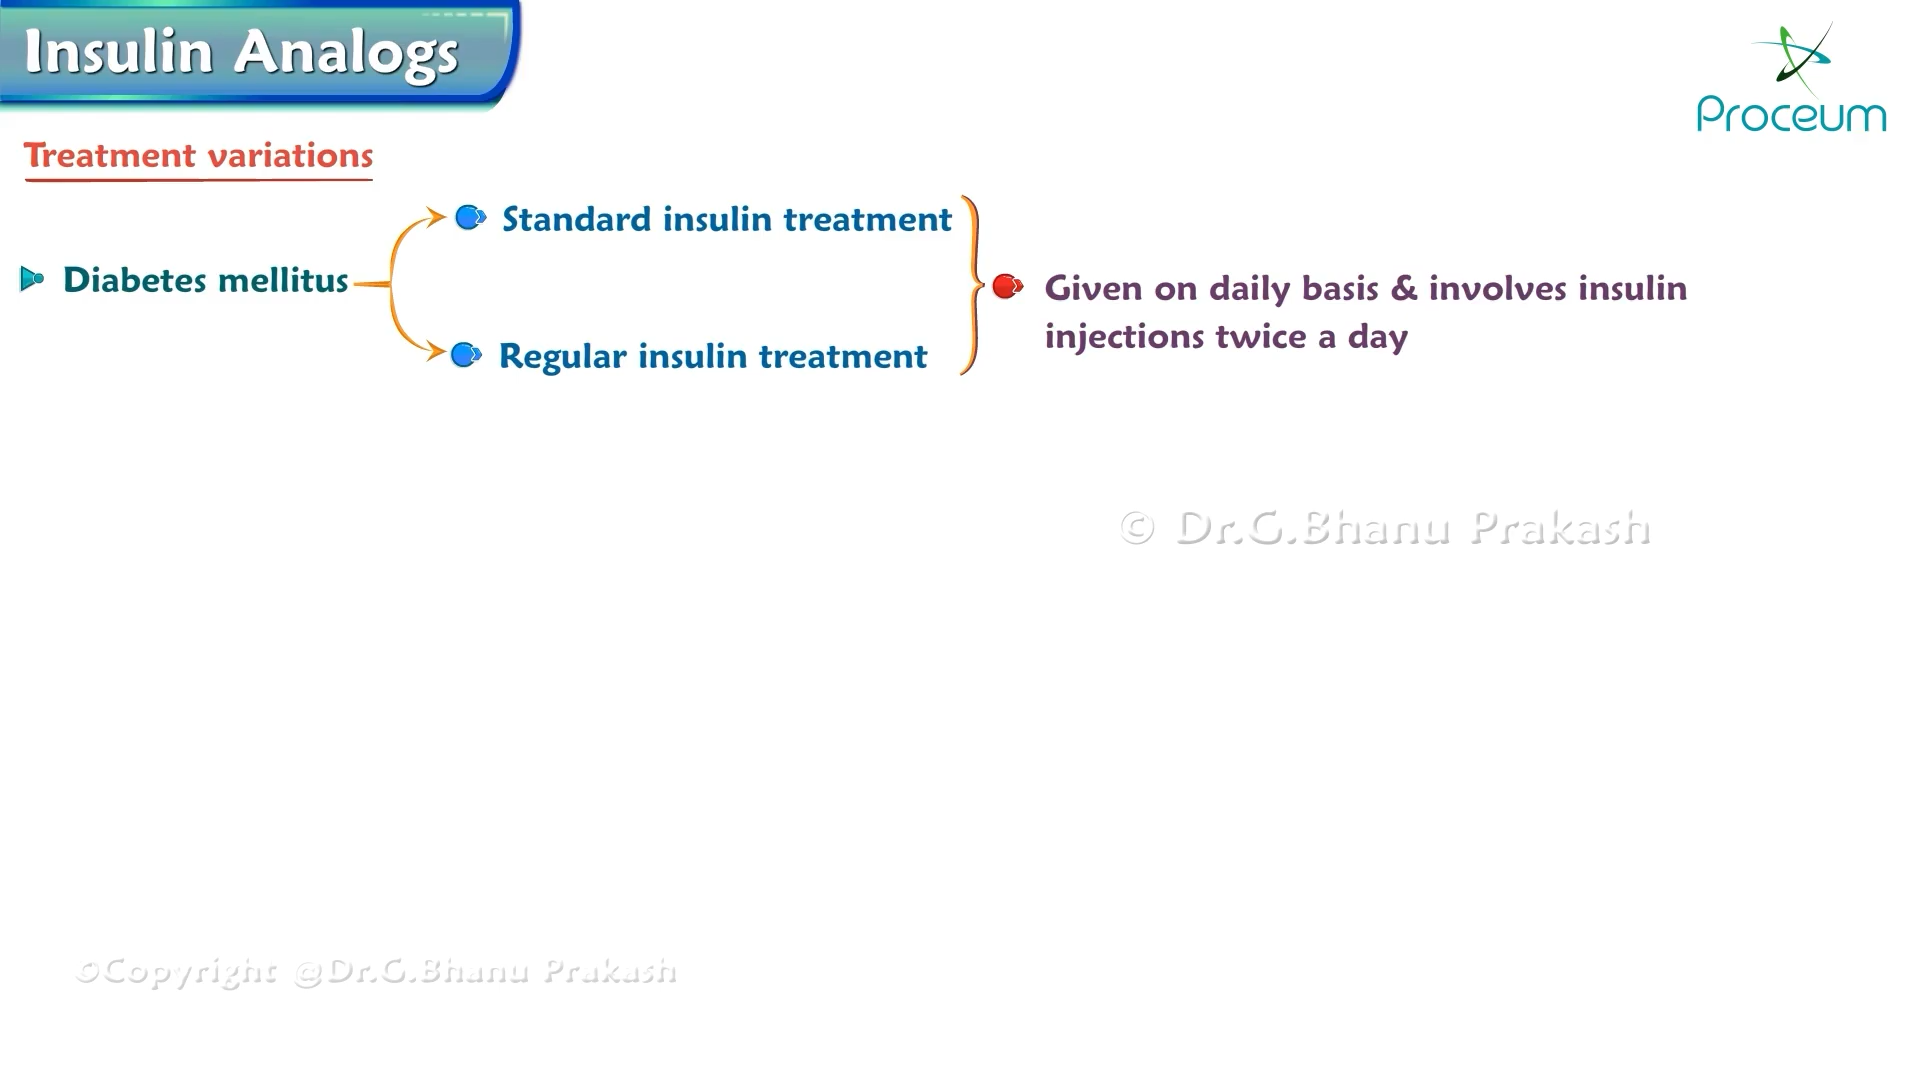 Insulin Analogs
Proceum
Treatment variations
Standard insulin treatment
Diabetes mellitus
Given on daily basis & involves insulin
injections twice a day
Regular insulin treatment
© Dr.G.Bhanu Prakash
©Copyright @Dr.G.Bhanu Prakash